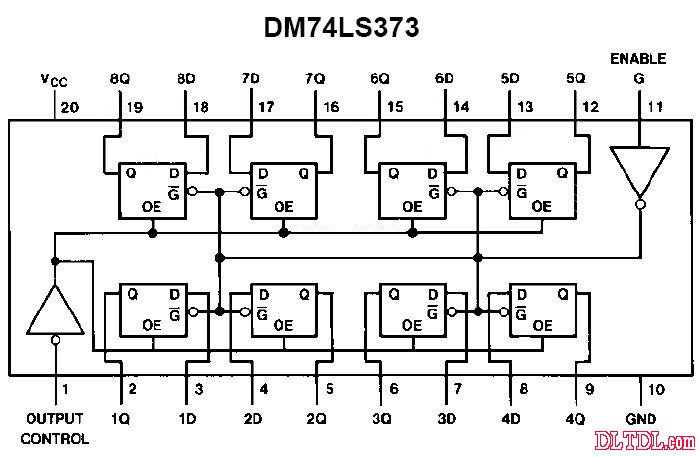 DM74LS373
ENABLE
VCC 8Q 8D 7D 7Q 6Q 6D 5D 5Q G
20 19 18 17 16 15 14 13 12 11
Q D D Q Q D D Q
G G G G
OE OE OE OE
Q D D Q Q D D Q
G G G G
OE OE OE OE
1 2 3 4 5 6 7 8 9 10
OUTPUT 1Q 1D 2D 2Q 3Q 3D 4D 4Q GND
CONTROL
DLTDL.com